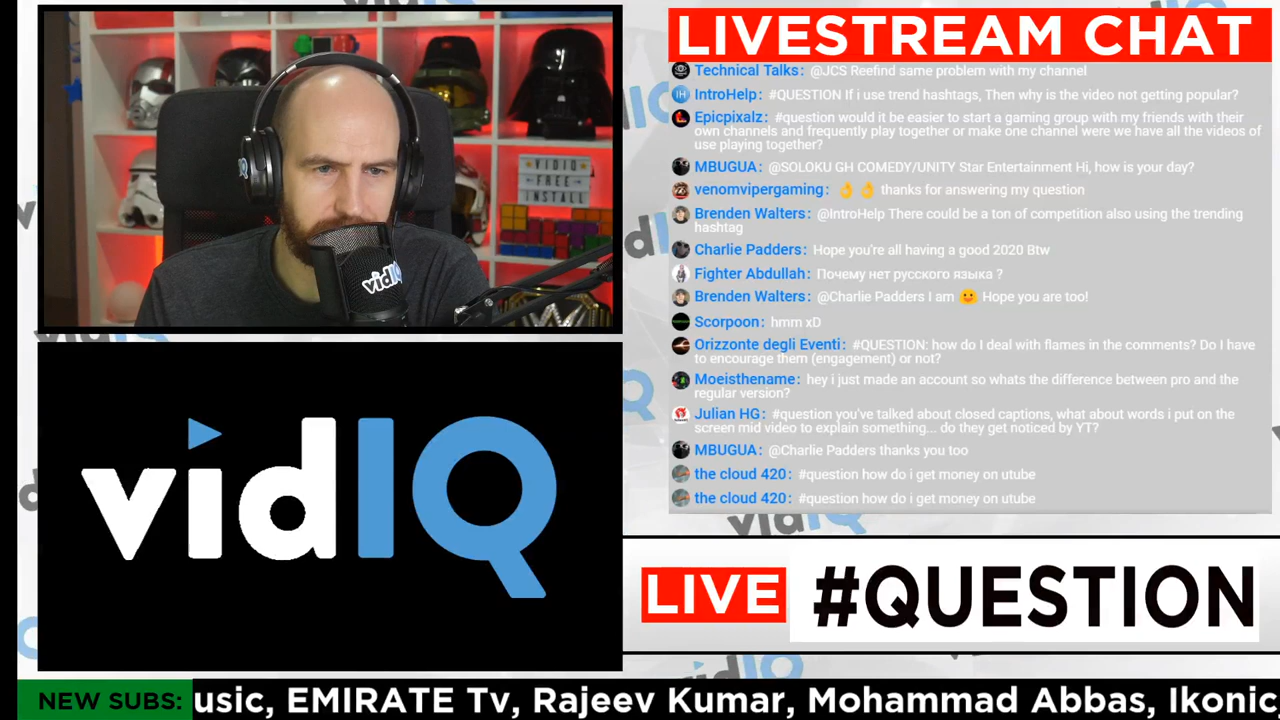 VIDIQ
FREE
INSTALL
vidIQ
vidIQ
LIVESTREAM CHAT
Technical Talks: @JCS Reefind same problem with my channel
IntroHelp: #QUESTION If i use trend hashtags, Then why is the video not getting popular?
Epicpixalz: #question would it be easier to start a gaming group with my friends with their
own channels and frequently play together or make one channel were we have all the videos of
use playing together?
MBUGUA: @SOLOKU GH COMEDY/UNITY Star Entertainment Hi, how is your day?
venomvipergaming: 👌 👌 thanks for answering my question
Brenden Walters: @IntroHelp There could be a ton of competition also using the trending
hashtag
Charlie Padders: Hope you're all having a good 2020 Btw
Fighter Abdullah: Почему нет русского языка ?
Brenden Walters: @Charlie Padders I am 🙂 Hope you are too!
Scorpoon: hmm xD
Orizzonte degli Eventi: #QUESTION: how do I deal with flames in the comments? Do I have
to encourage them (engagement) or not?
Moeisthename: hey i just made an account so whats the difference between pro and the
regular version?
Julian HG: #question you've talked about closed captions, what about words i put on the
screen mid video to explain something... do they get noticed by YT?
MBUGUA: @Charlie Padders thanks you too
the cloud 420: #question how do i get money on utube
the cloud 420: #question how do i get money on utube
vidIQ
LIVE #QUESTION
NEW SUBS: usic, EMIRATE Tv, Rajeev Kumar, Mohammad Abbas, Ikonic